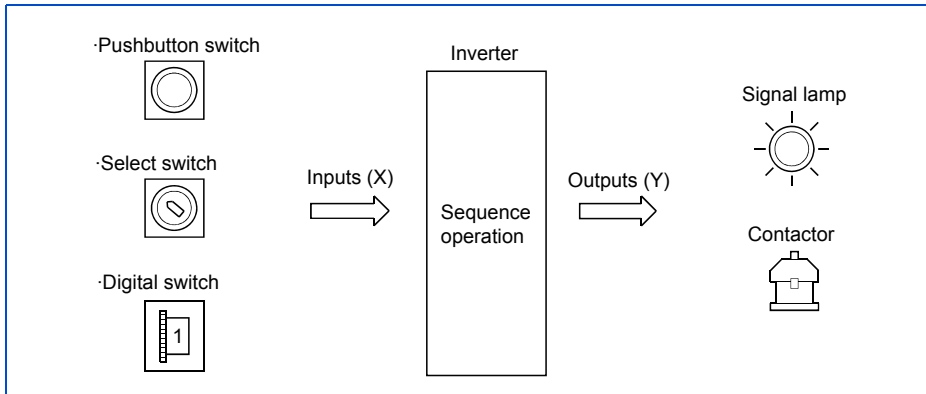 ·Pushbutton switch
·Select switch
·Digital switch
1
Inputs (X)
Inverter
Sequence
operation
Outputs (Y)
Signal lamp
Contactor